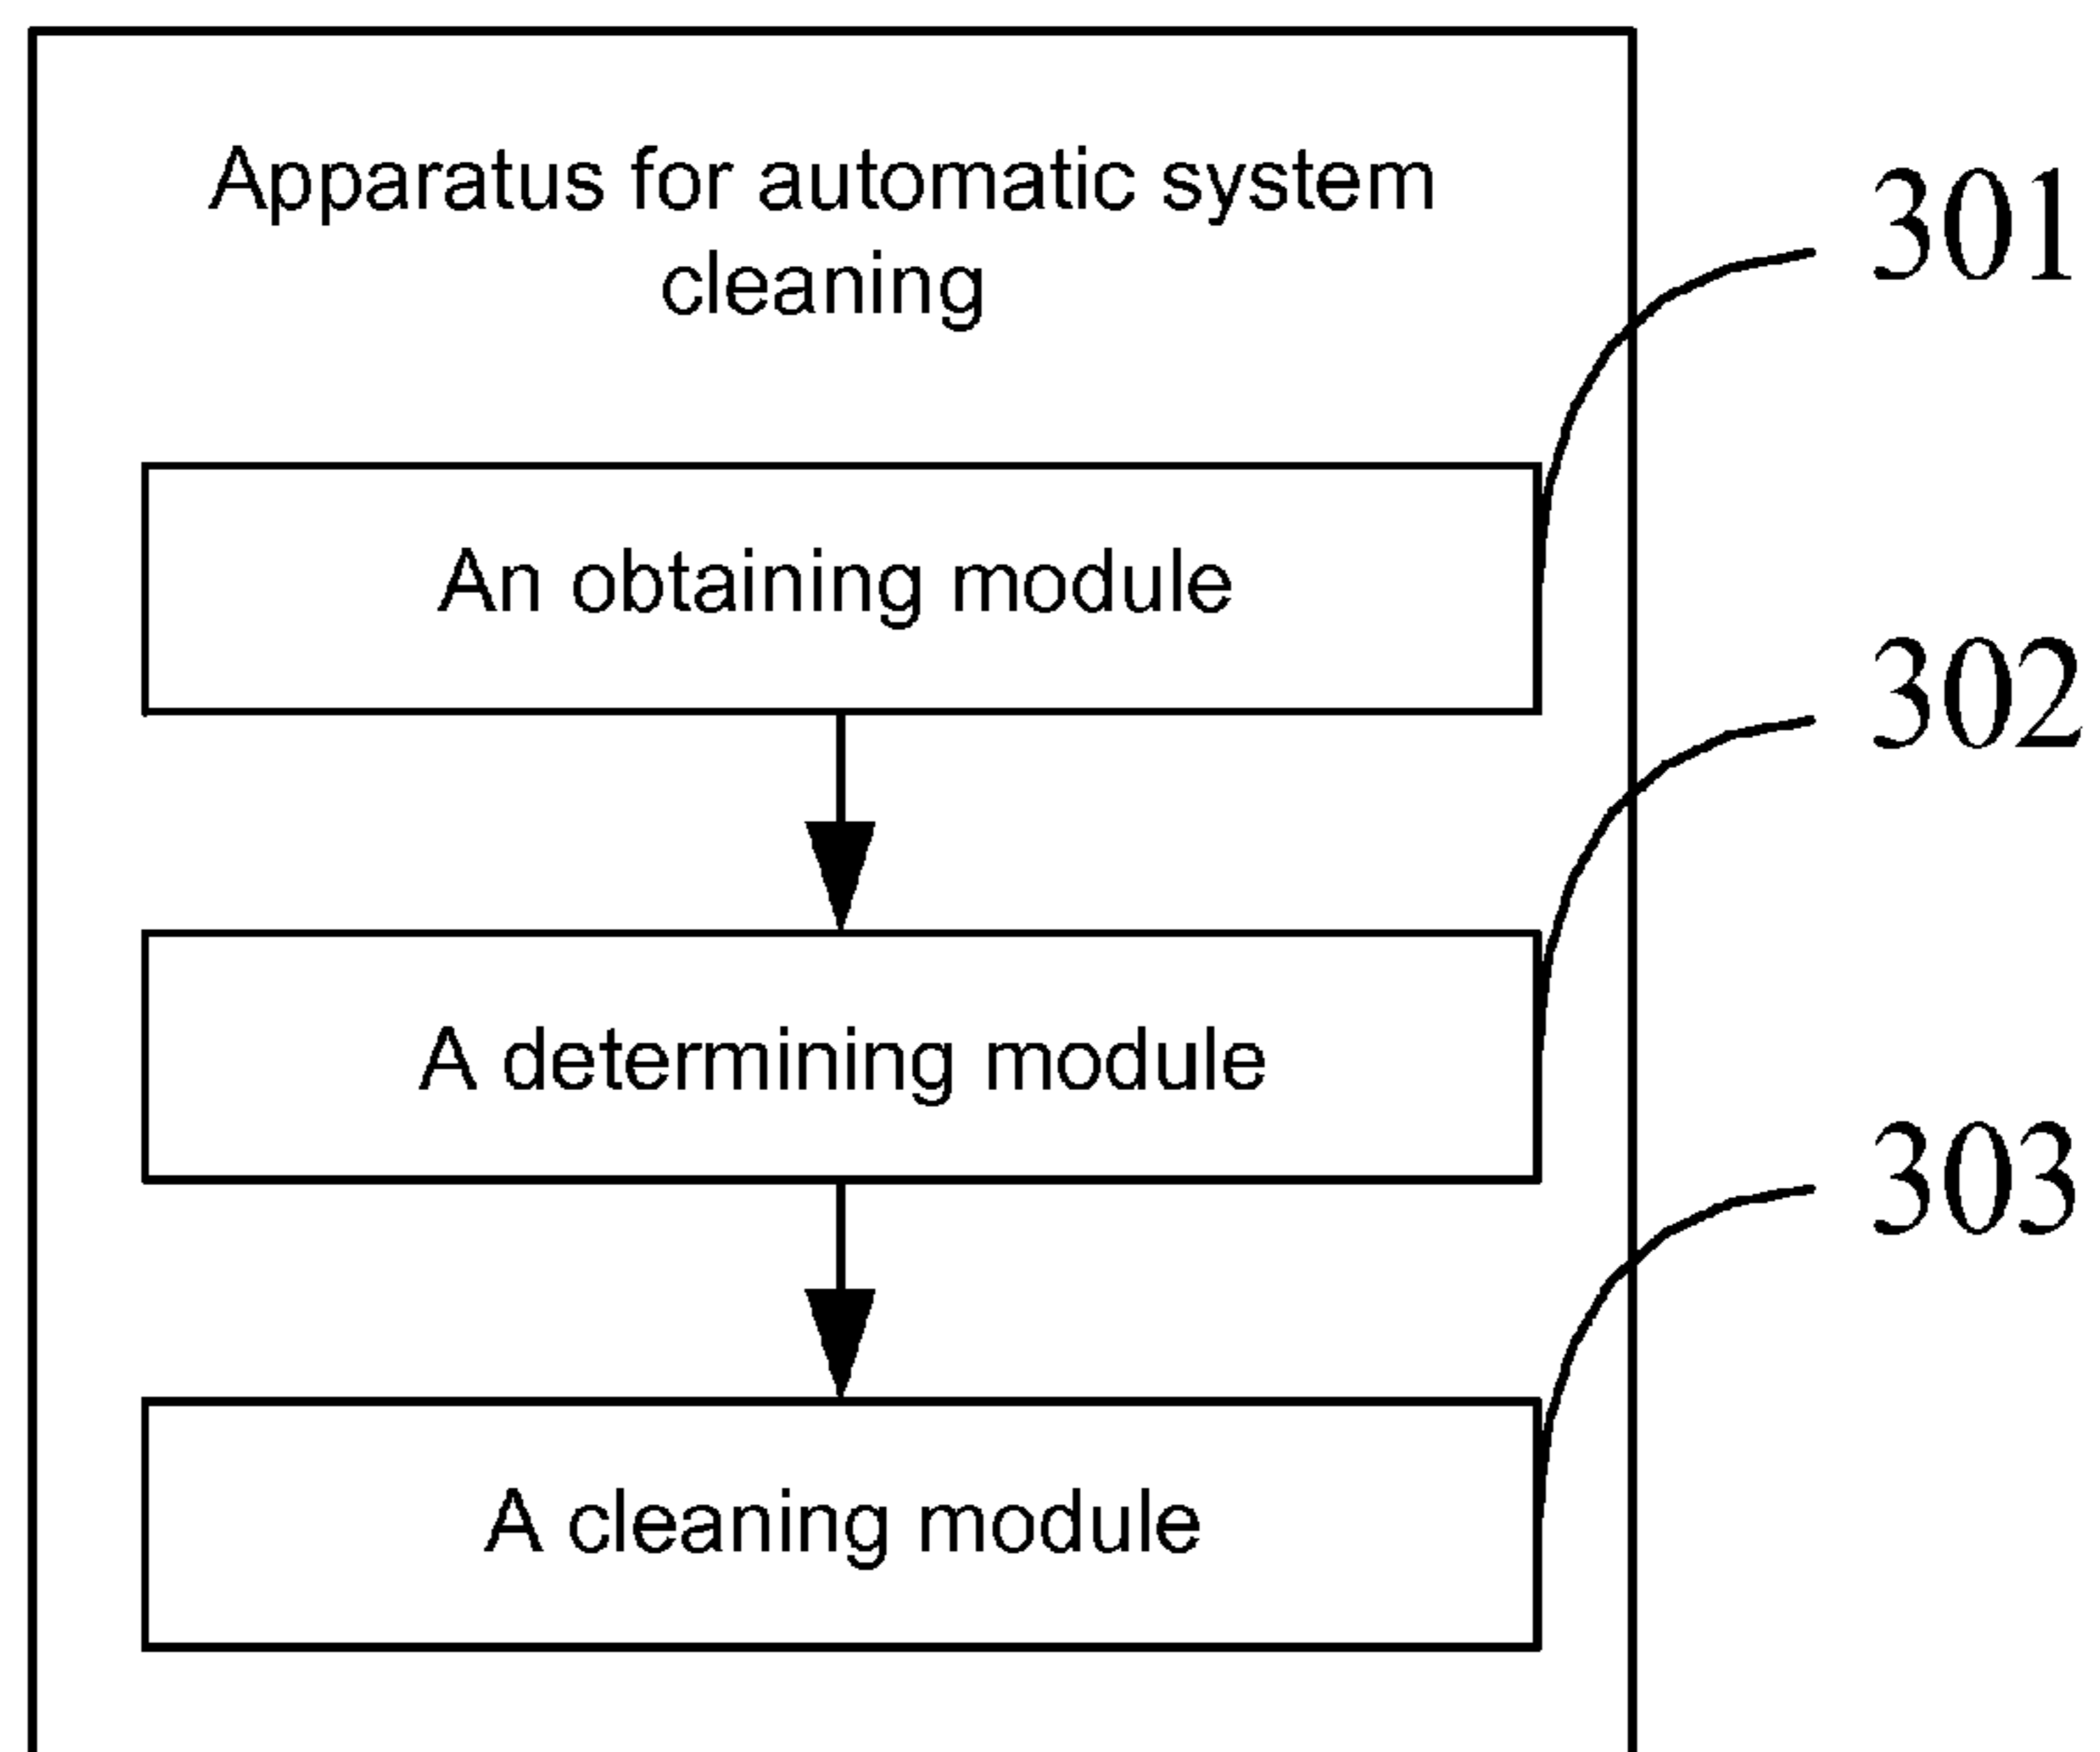 Apparatus for automatic system
cleaning
301
An obtaining module
302
A determining module
303
A cleaning module